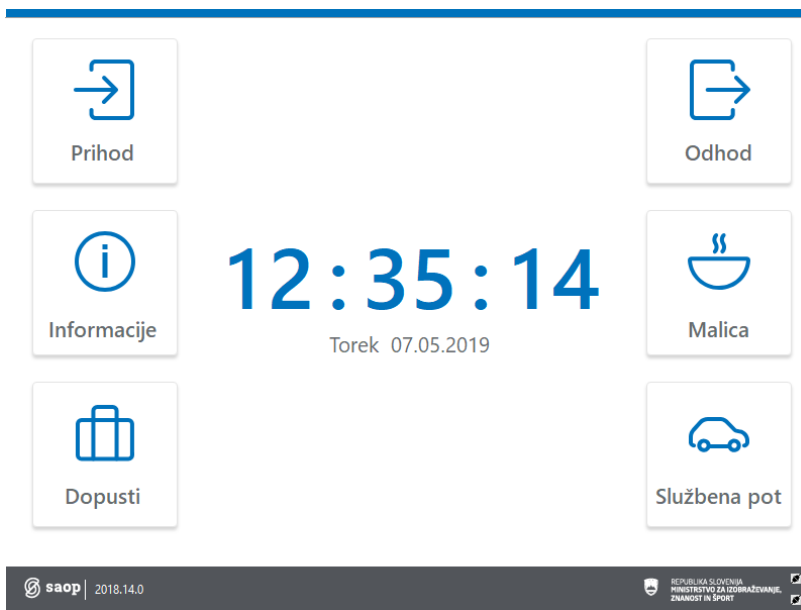 Prihod
Odhod
Informacije
12:35:14
Torek 07.05.2019
Malica
Dopusti
Službena pot
saop 2018.14.0
REPUBLIKA SLOVENIJA
MINISTRSTVO ZA IZOBRAŽEVANJE,
ZNANOST IN ŠPORT